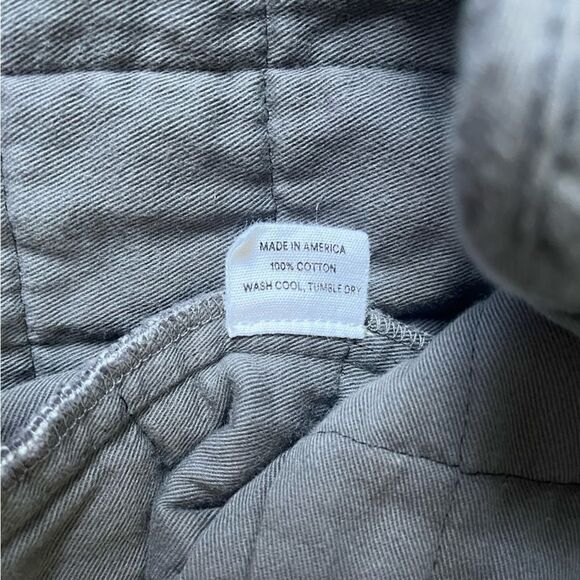 MADE IN AMERICA
100% COTTON
WASH COOL, TUMBLE DRY